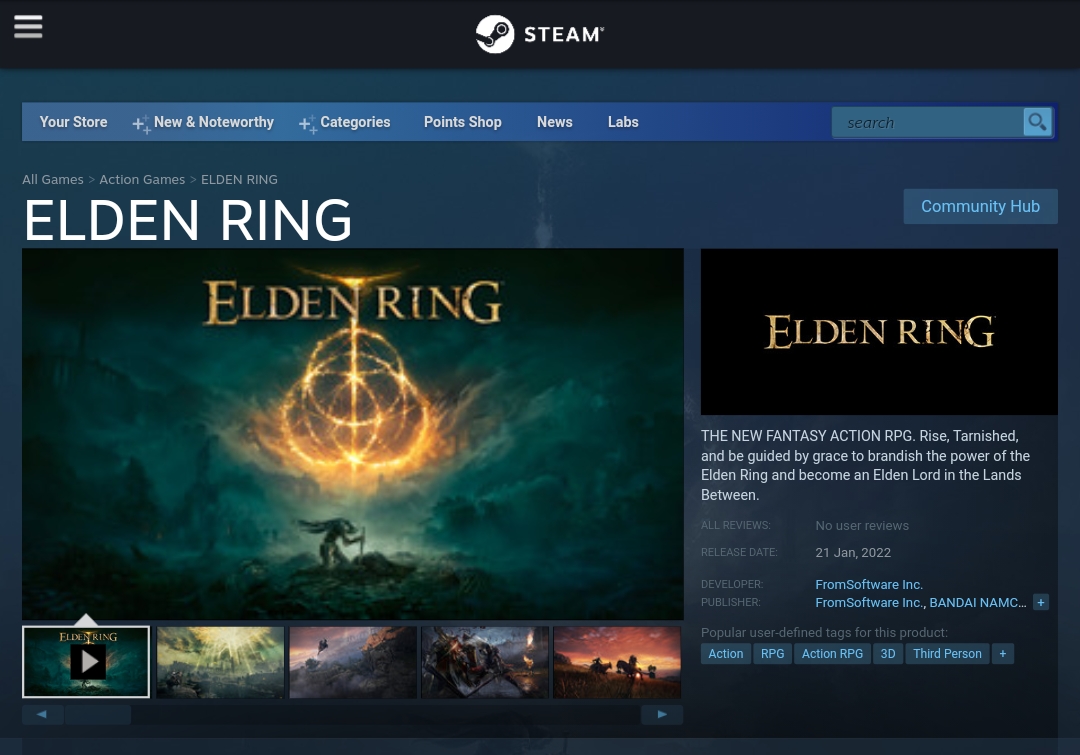 STEAM
Your Store New & Noteworthy Categories Points Shop News Labs search
All Games > Action Games > ELDEN RING
ELDEN RING
Community Hub
ELDEN RING
ELDEN RING
THE NEW FANTASY ACTION RPG. Rise, Tarnished,
and be guided by grace to brandish the power of the
Elden Ring and become an Elden Lord in the Lands
Between.
ALL REVIEWS: No user reviews
RELEASE DATE: 21 Jan, 2022
DEVELOPER: FromSoftware Inc.
PUBLISHER: FromSoftware Inc., BANDAI NAMC... +
Popular user-defined tags for this product:
Action RPG Action RPG 3D Third Person +
ELDEN RING